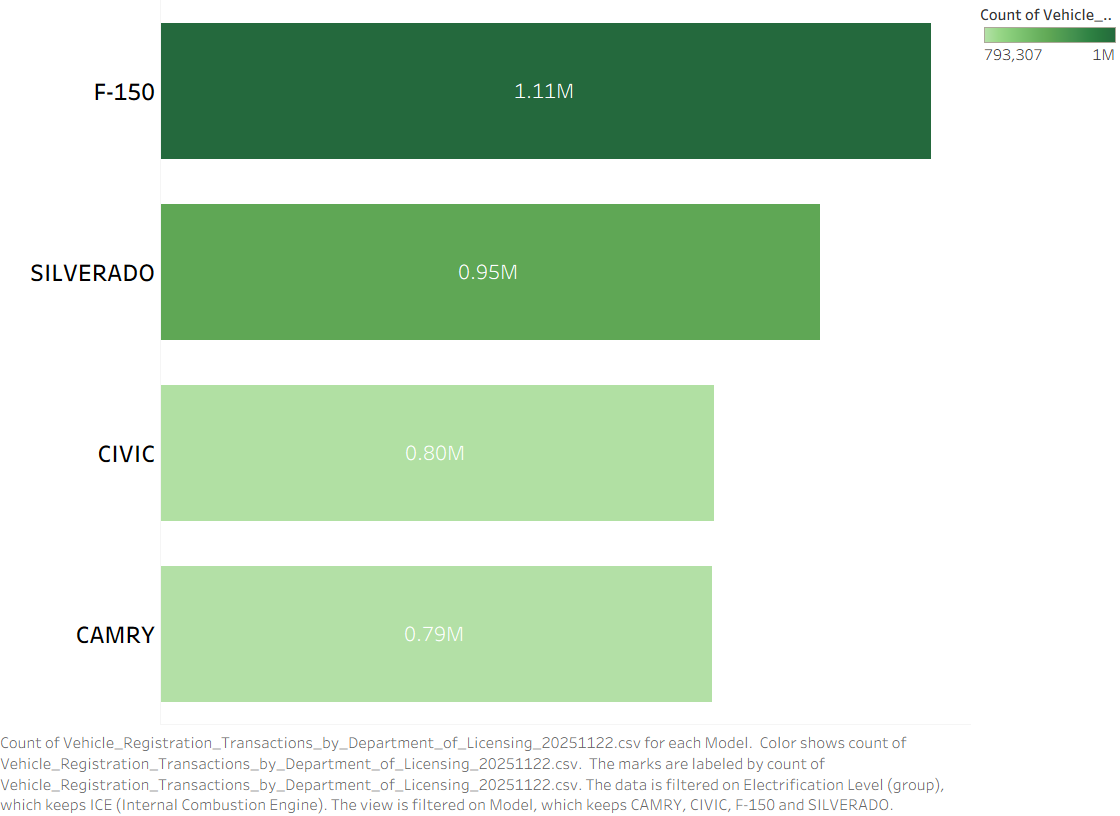 Count of Vehicle_..
793,307 1M
F-150 1.11M
SILVERADO 0.95M
CIVIC 0.80M
CAMRY 0.79M
Count of Vehicle_Registration_Transactions_by_Department_of_Licensing_20251122.csv for each Model.  Color shows count of
Vehicle_Registration_Transactions_by_Department_of_Licensing_20251122.csv.  The marks are labeled by count of
Vehicle_Registration_Transactions_by_Department_of_Licensing_20251122.csv. The data is filtered on Electrification Level (group),
which keeps ICE (Internal Combustion Engine). The view is filtered on Model, which keeps CAMRY, CIVIC, F-150 and SILVERADO.